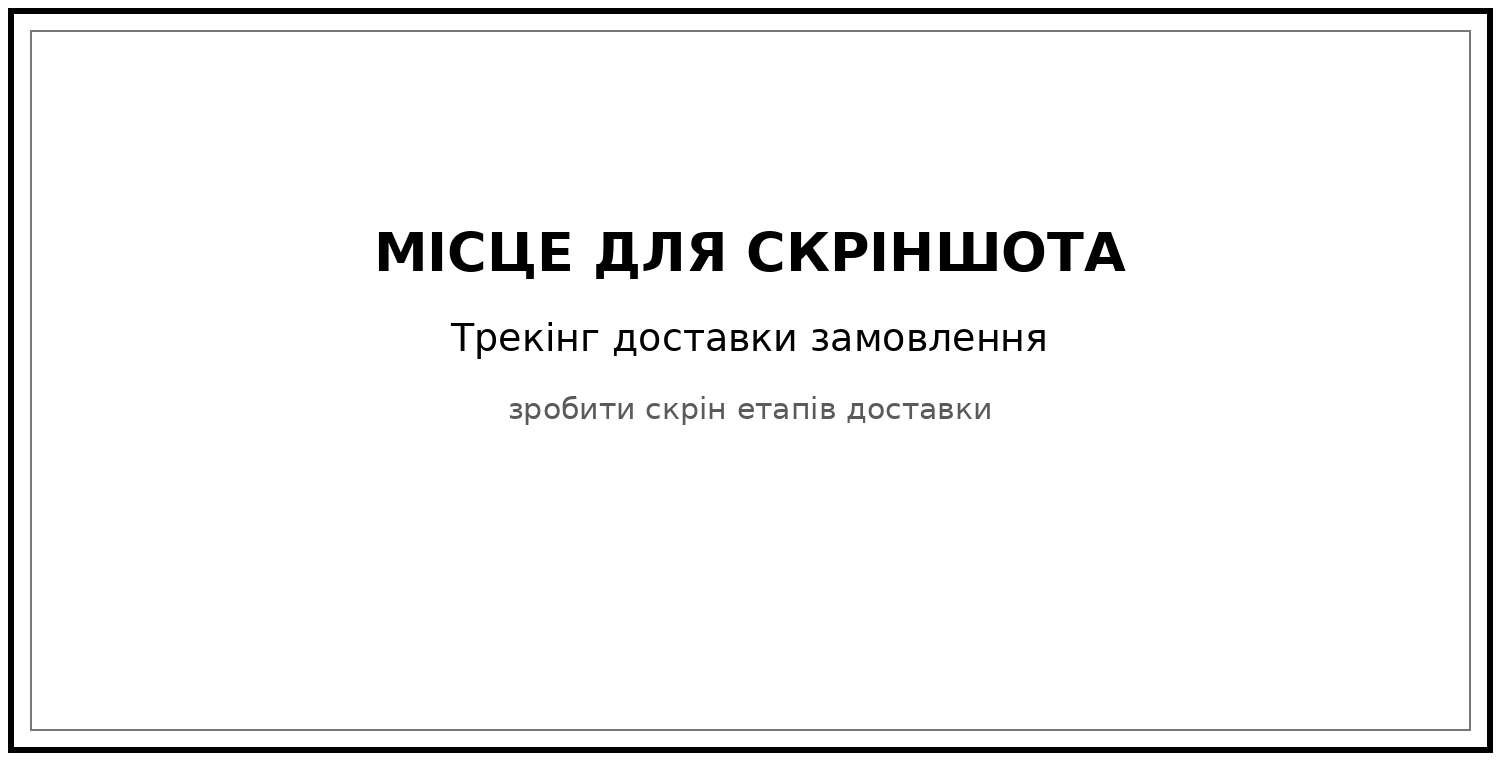 МІСЦЕ ДЛЯ СКРІНШОТА
Трекінг доставки замовлення
зробити скрін етапів доставки